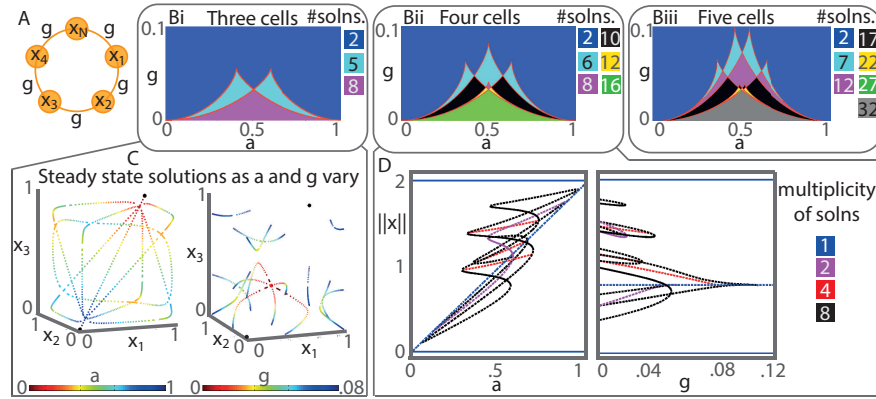 A
g x_N g
x_4 x_1
g g
x_3 x_2
g
Bi Three cells #solns.
0.1
g
0
0 0.5 1
a
2
5
8
Bii Four cells #solns.
0.1
g
0
0 0.5 1
a
2 10
6 12
8 16
Biii Five cells #solns.
0.1
g
0
0 0.5 1
a
2 17
7 22
12 27
32
C
Steady state solutions as a and g vary
1
x_3
0
1
x_2
0
0 x_1 1
1
x_3
0
1
x_2
0
0 x_1 1
a
0 1
g
0 .08
D
2
||x||
1
0
0 a 1
0 .04 .08 .12
g
multiplicity
of solns
1
2
4
8